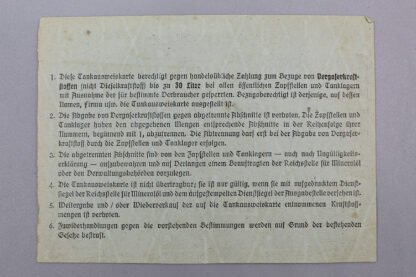 1. Diese Tankausweiskarte berechtigt gegen handelsübliche Zahlung zum Bezuge von Vergaserkraft-
stoffen (nicht Dieselkraftstoff) bis zu 30 Liter bei allen öffentlichen Zapfstellen und Tanklagern
mit Ausnahme der für bestimmte Verbraucher gesperrten. Bezugsberechtigt ist derjenige, auf dessen
Namen, Firma usw. die Tankausweiskarte ausgestellt ist.
2. Die Abgabe von Vergaserkraftstoffen gegen abgetrennte Abschnitte ist verboten. Die Zapfstellen und
Tanklager haben den abgegebenen Mengen entsprechende Abschnitte in der Reihenfolge ihrer
Nummern, beginnend mit 1, abzutrennen. Die Abtrennung darf erst bei der Abgabe von Vergaser-
kraftstoff durch die Zapfstellen und Tanklager erfolgen.
3. Die abgetrennten Abschnitte sind von den Zapfstellen und Tanklagern — auch nach Ungültigkeits-
erklärung — aufzubewahren und auf Verlangen einem Beauftragten der Reichsstelle für Mineralöl
oder den Verwaltungsbehörden vorzulegen.
4. Die Tankausweiskarte ist nicht übertragbar; sie ist nur gültig, wenn sie mit aufgedrucktem Dienst-
siegel der Reichsstelle für Mineralöl und dem aufgestempelten Dienstsiegel der Ausgabestelle versehen ist.
5. Weitergabe und / oder Wiederverkauf der auf die Tankausweiskarte entnommenen Kraftstoff-
mengen ist verboten.
6. Zuwiderhandlungen gegen die vorstehenden Bestimmungen werden auf Grund der bestehenden
Gesetze bestraft.